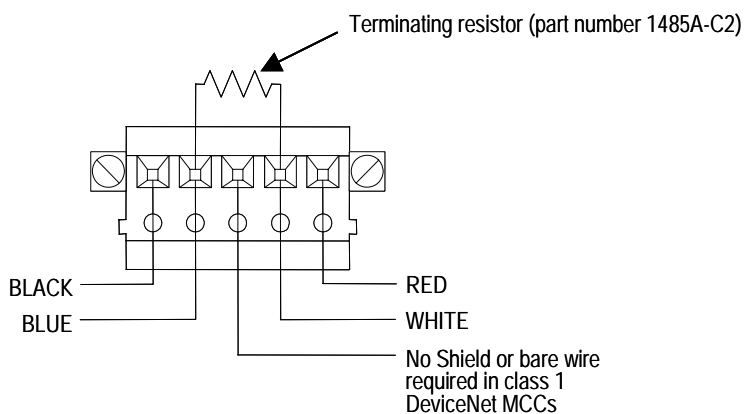 Terminating resistor (part number 1485A-C2)
BLACK
BLUE
RED
WHITE
No Shield or bare wire
required in class 1
DeviceNet MCCs